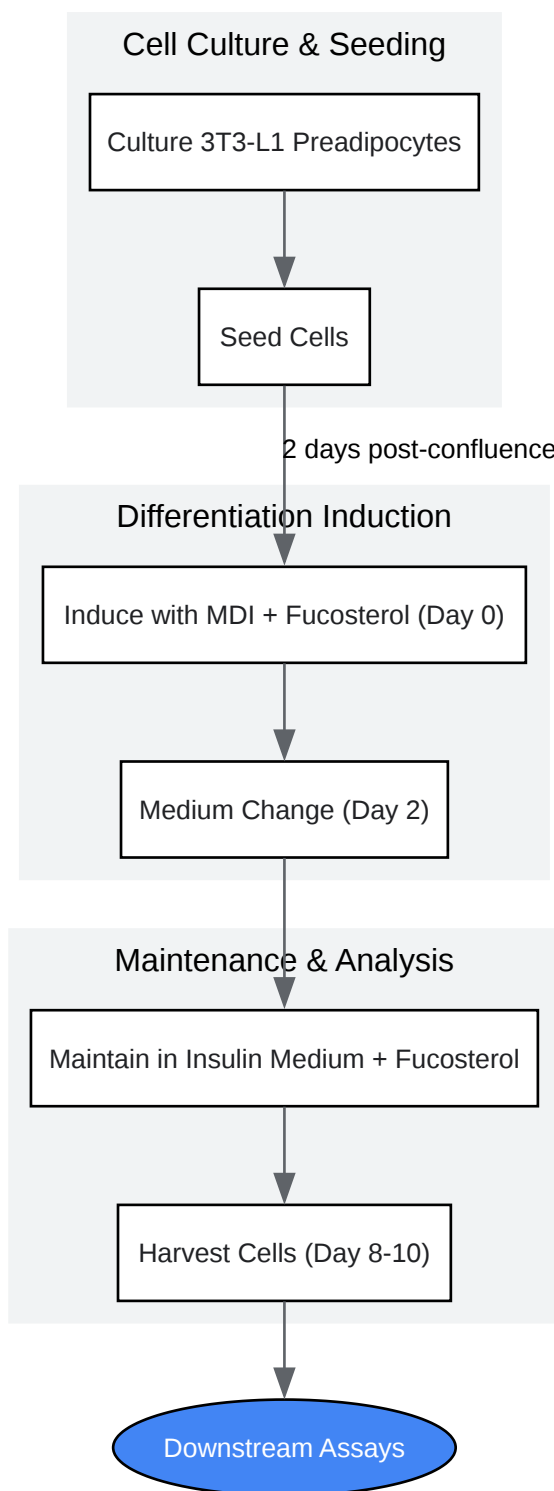 Cell Culture & Seeding
Culture 3T3-L1 Preadipocytes
Seed Cells
2 days post-confluence
Differentiation Induction
Induce with MDI + Fucosterol (Day 0)
Medium Change (Day 2)
Maintenance & Analysis
Maintain in Insulin Medium + Fucosterol
Harvest Cells (Day 8-10)
Downstream Assays